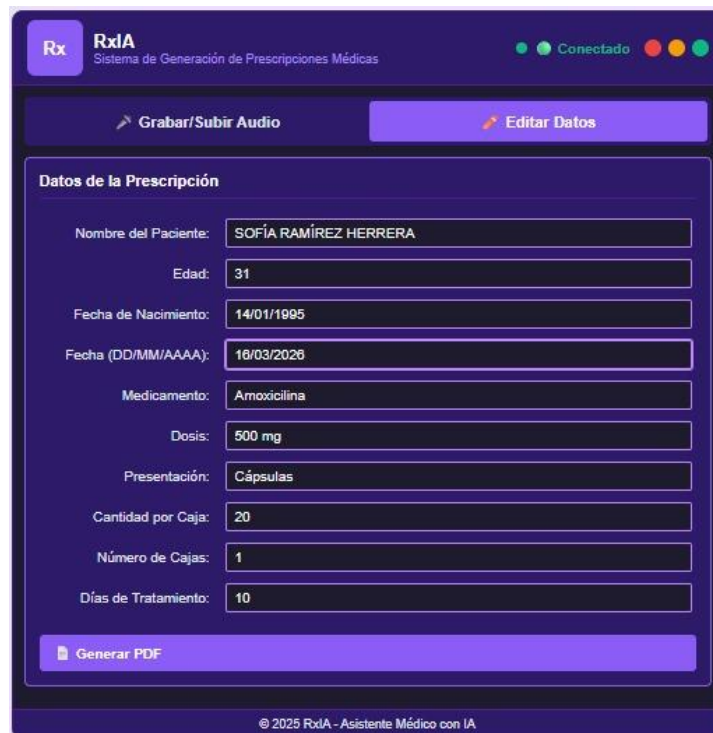 Rx
RxIA
Sistema de Generación de Prescripciones Médicas
Conectado
Grabar/Subir Audio
Editar Datos
Datos de la Prescripción
Nombre del Paciente: SOFÍA RAMÍREZ HERRERA
Edad: 31
Fecha de Nacimiento: 14/01/1995
Fecha (DD/MM/AAAA): 16/03/2026
Medicamento: Amoxicilina
Dosis: 500 mg
Presentación: Cápsulas
Cantidad por Caja: 20
Número de Cajas: 1
Días de Tratamiento: 10
Generar PDF
© 2025 RxIA - Asistente Médico con IA